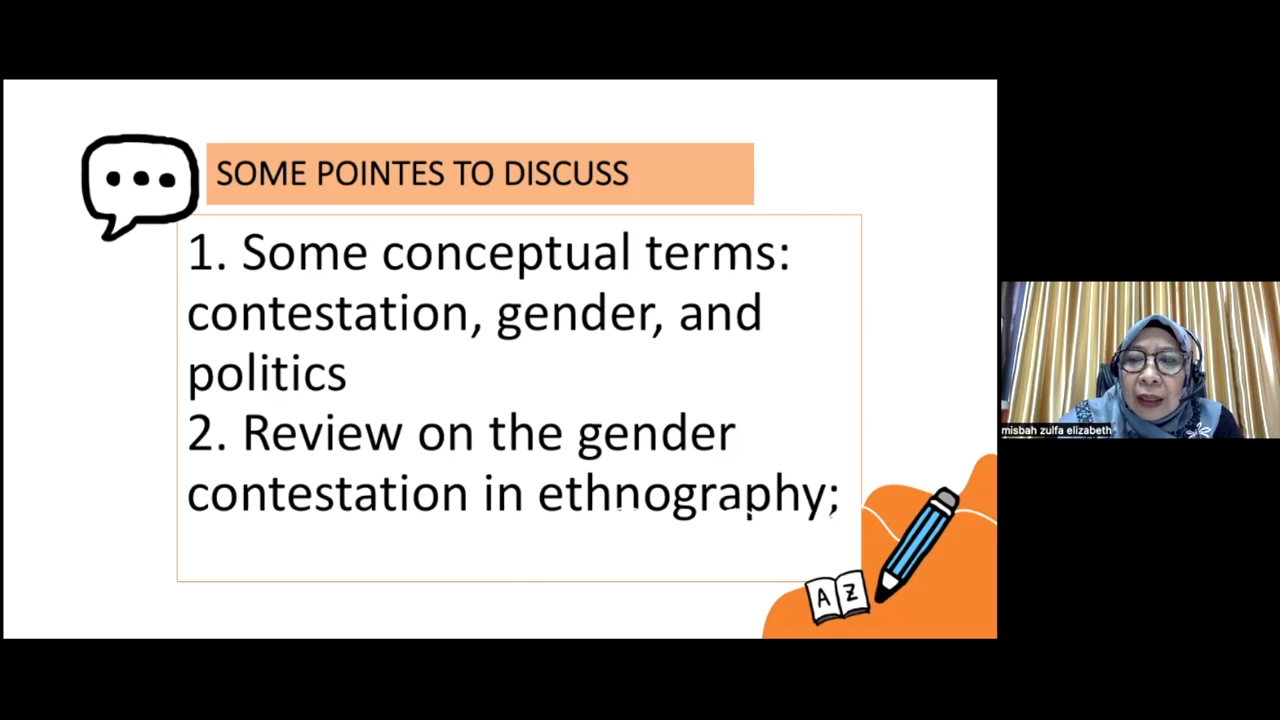 SOME POINTES TO DISCUSS
1. Some conceptual terms:
contestation, gender, and
politics
2. Review on the gender
contestation in ethnography;
A Z
misbah zulfa elizabeth